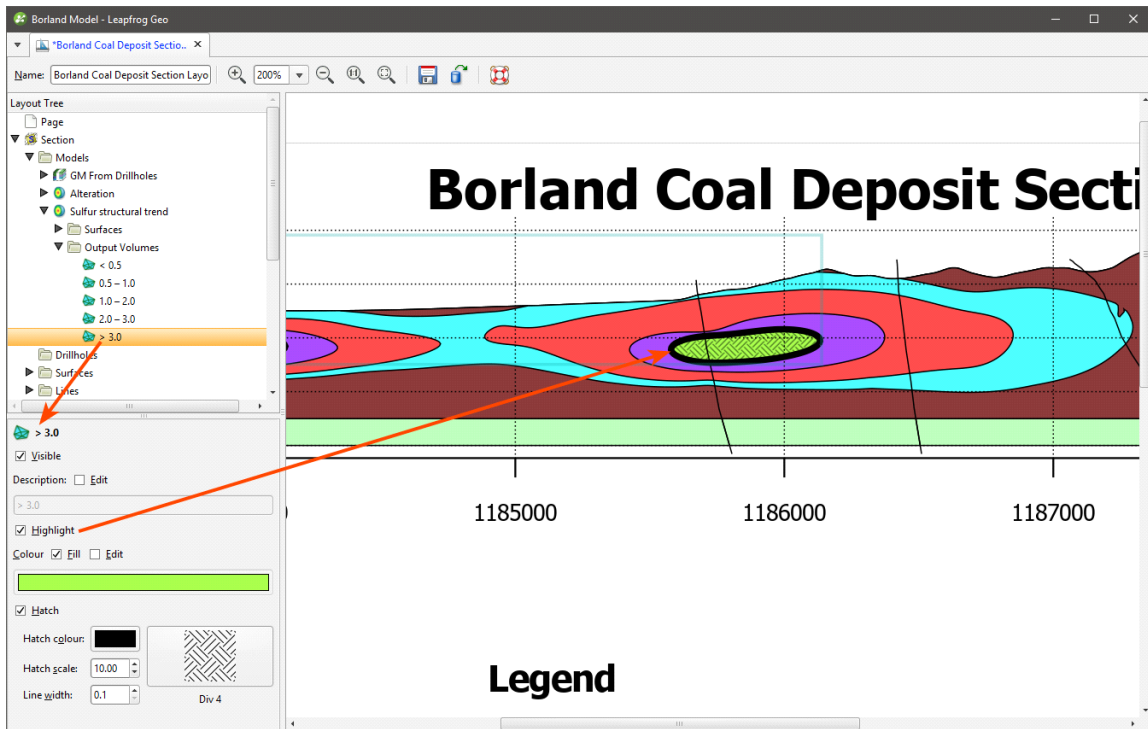 Borland Model - Leapfrog Geo
*Borland Coal Deposit Sectio..
Name: Borland Coal Deposit Section Layo 200%
Layout Tree
Page
Section
Models
GM From Drillholes
Alteration
Sulfur structural trend
Surfaces
Output Volumes
< 0.5
0.5 – 1.0
1.0 – 2.0
2.0 – 3.0
> 3.0
Drillholes
Surfaces
Lines
> 3.0
Visible
Description: Edit
> 3.0
Highlight
Colour Fill Edit
Hatch
Hatch colour:
Hatch scale: 10.00
Line width: 0.1
Div 4
Borland Coal Deposit Secti
1185000 1186000 1187000
Legend